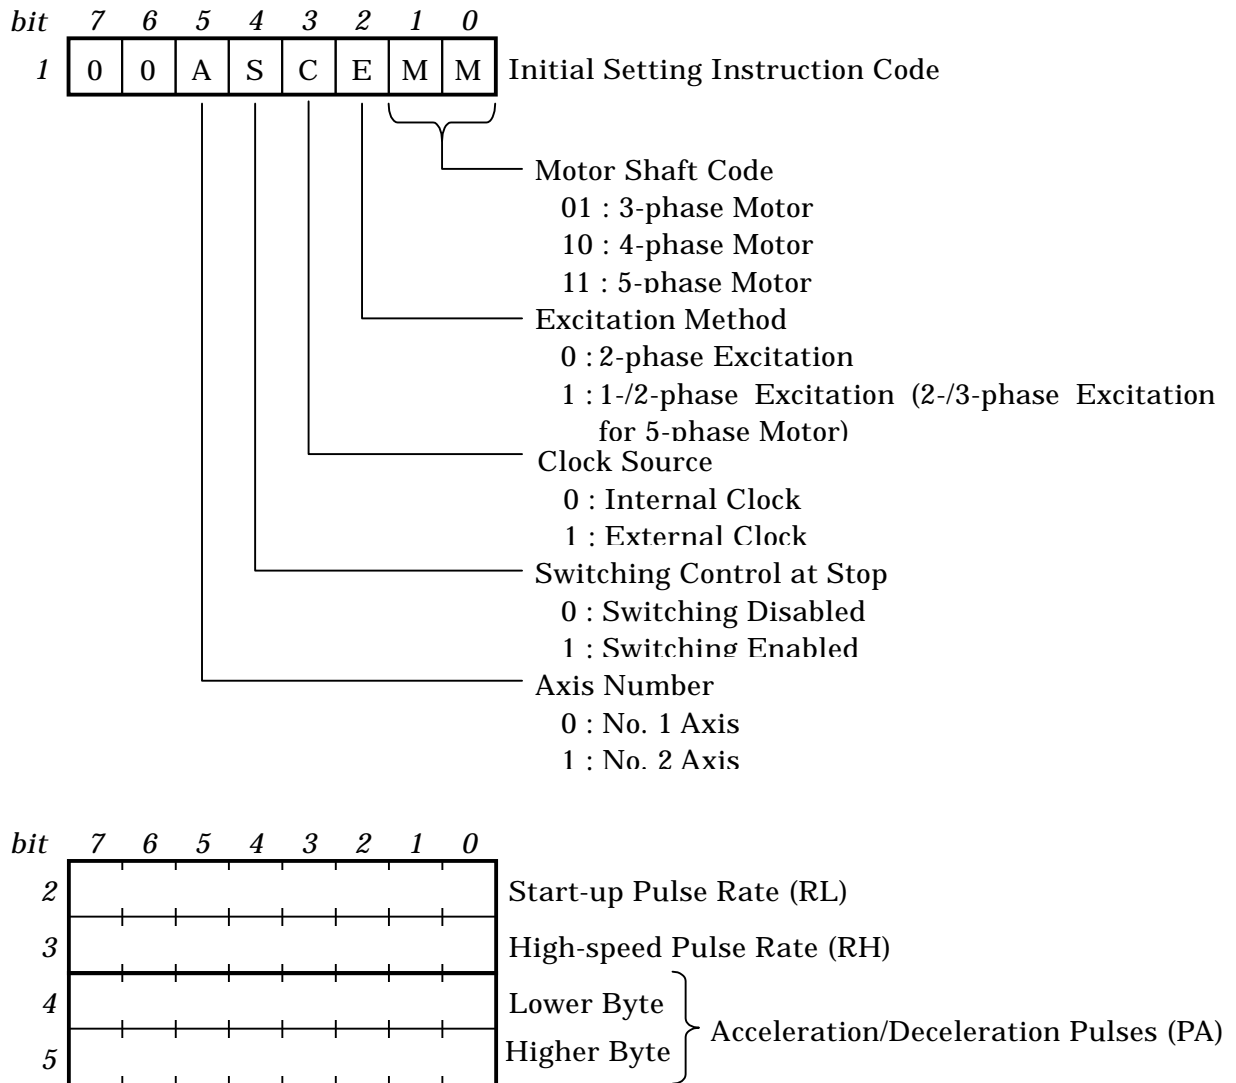 bit 7 6 5 4 3 2 1 0
1 0 0 A S C E M M Initial Setting Instruction Code
Motor Shaft Code
01 : 3-phase Motor
10 : 4-phase Motor
11 : 5-phase Motor
Excitation Method
0 : 2-phase Excitation
1 : 1-/2-phase Excitation (2-/3-phase Excitation
for 5-phase Motor)
Clock Source
0 : Internal Clock
1 : External Clock
Switching Control at Stop
0 : Switching Disabled
1 : Switching Enabled
Axis Number
0 : No. 1 Axis
1 : No. 2 Axis
bit 7 6 5 4 3 2 1 0
2 Start-up Pulse Rate (RL)
3 High-speed Pulse Rate (RH)
4 Lower Byte
Acceleration/Deceleration Pulses (PA)
5 Higher Byte